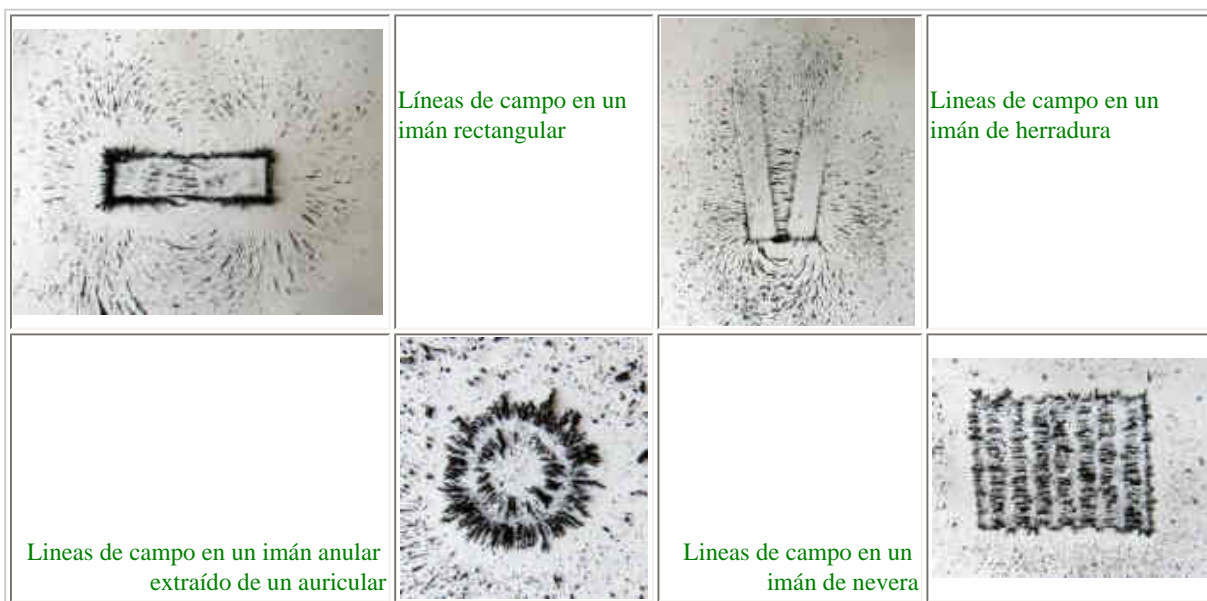 Líneas de campo en un
imán rectangular
Lineas de campo en un
imán de herradura
Lineas de campo en un imán anular
extraído de un auricular
Lineas de campo en un
imán de nevera